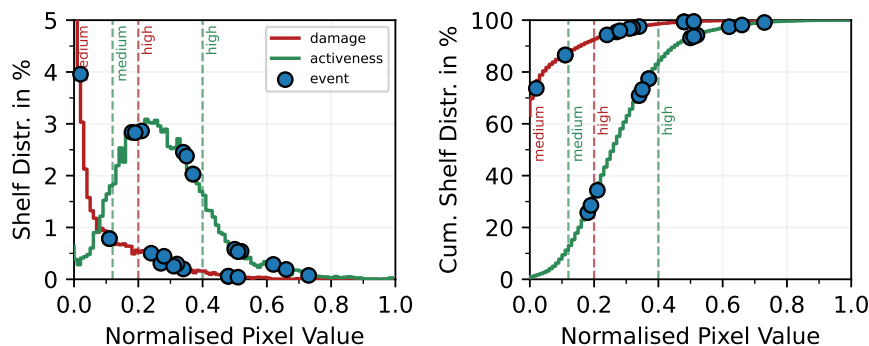 Shelf Distr. in %
5
4
3
2
1
0
medium
medium
high
high
damage
activeness
event
0.0 0.2 0.4 0.6 0.8 1.0
Normalised Pixel Value
Cum. Shelf Distr. in %
100
80
60
40
20
0
medium
medium
high
high
0.0 0.2 0.4 0.6 0.8 1.0
Normalised Pixel Value